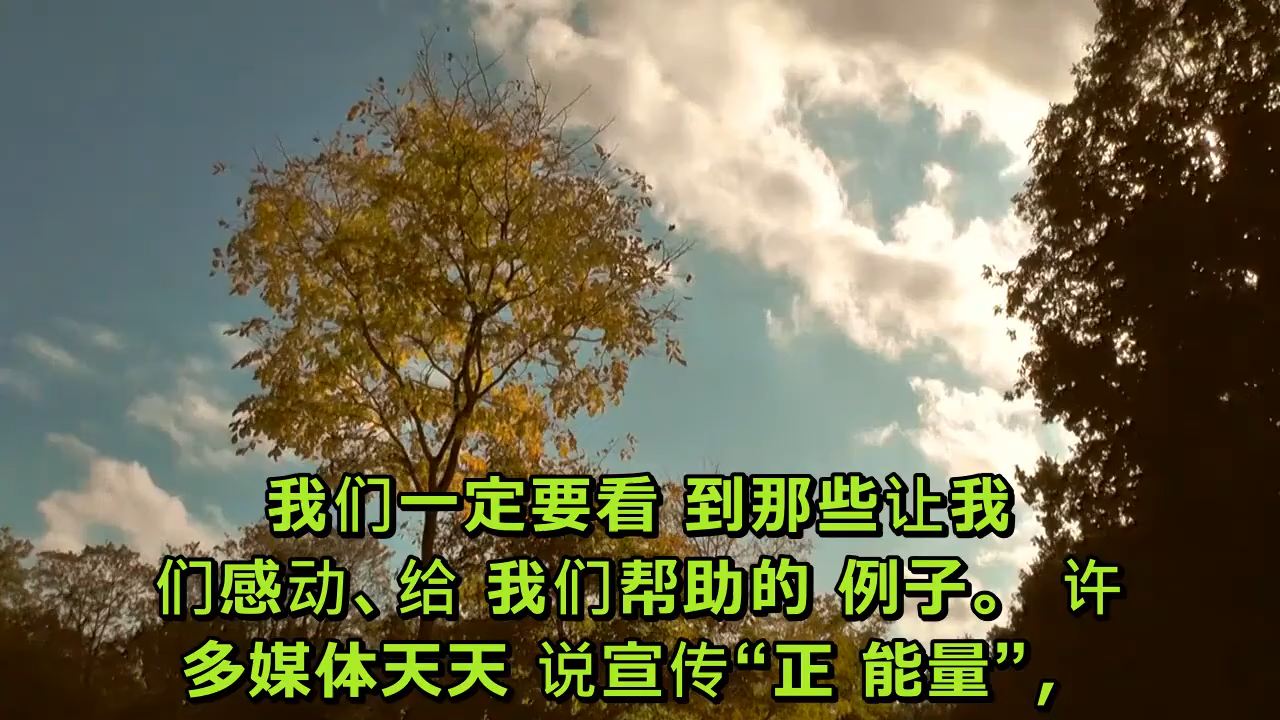 我们一定要看 到那些让我
们感动、给 我们帮助的 例子。 许
多媒体天天 说宣传“正 能量”，